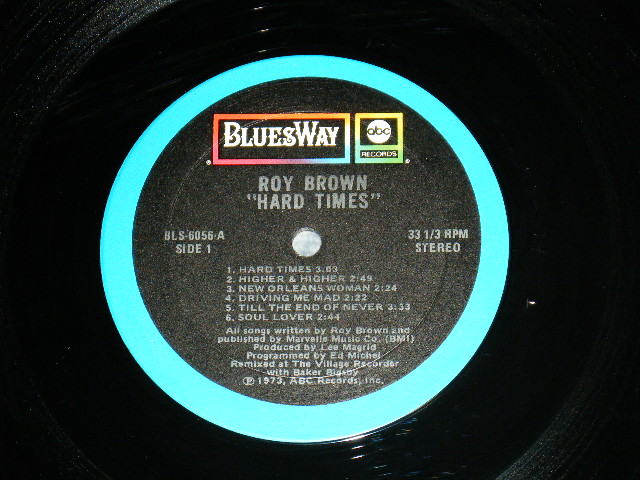 BLUESWAY
abc
RECORDS
ROY BROWN
"HARD TIMES"
BLS-6056-A
SIDE 1
33 1/3 RPM
STEREO
1. HARD TIMES 3:03
2. HIGHER & HIGHER 2:49
3. NEW ORLEANS WOMAN 2:24
4. DRIVING ME MAD 2:22
5. TILL THE END OF NEVER 3:33
6. SOUL LOVER 2:44
All songs written by Roy Brown and
published by Marvelle Music Co. (BMI)
Produced by Lee Magrid
Programmed by Ed Michel
Remixed at The Village Recorder
with Baker Bigsby
Ⓟ 1973, ABC Records, Inc.